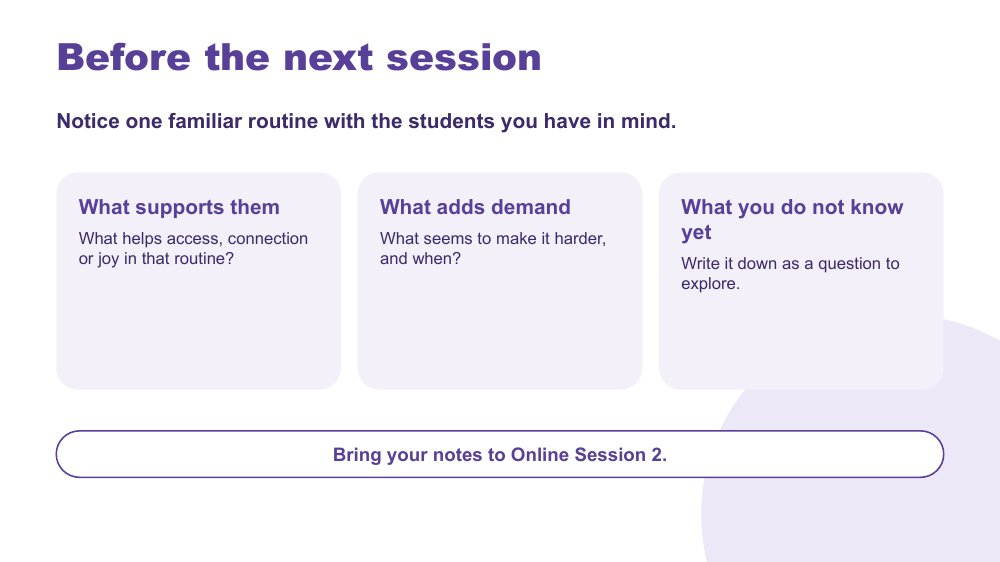 Before the next session
Notice one familiar routine with the students you have in mind.
What supports them
What helps access, connection
or joy in that routine?
What adds demand
What seems to make it harder,
and when?
What you do not know
yet
Write it down as a question to
explore.
Bring your notes to Online Session 2.